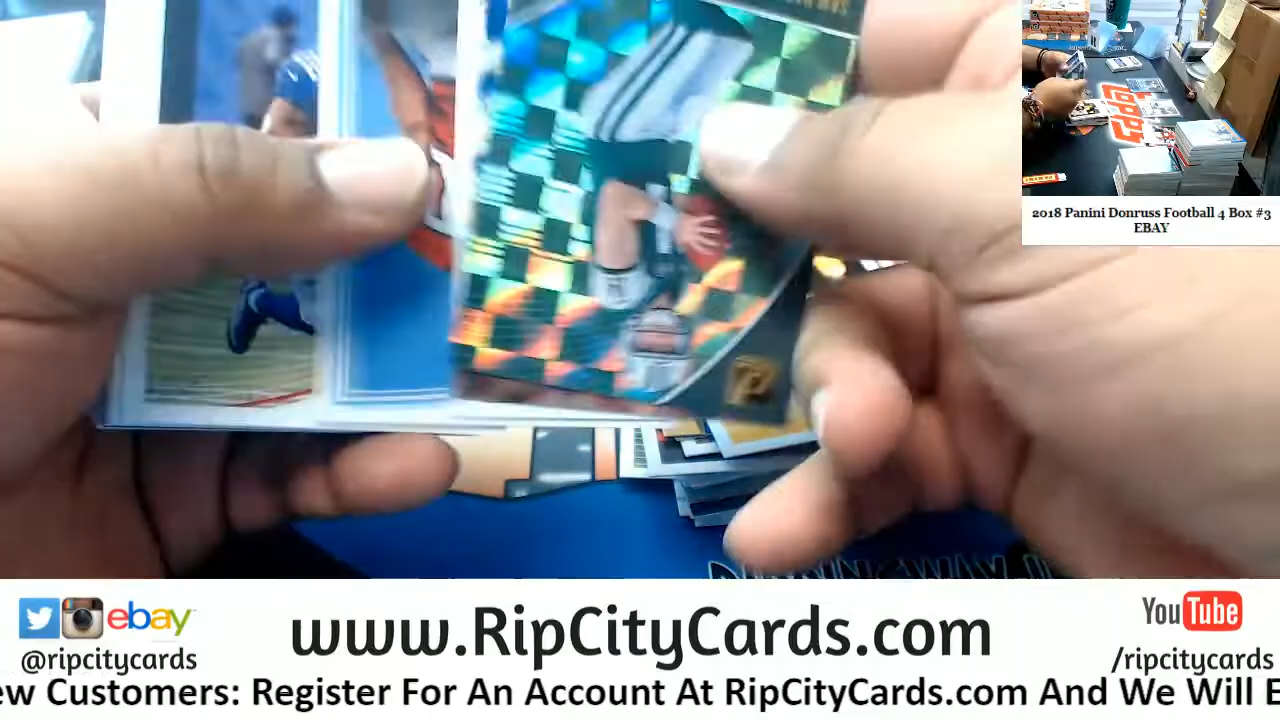 2018 Panini Donruss Football 4 Box #3
EBAY
ebay
@ripcitycards
www.RipCityCards.com
YouTube
/ripcitycards
ew Customers: Register For An Account At RipCityCards.com And We Will E